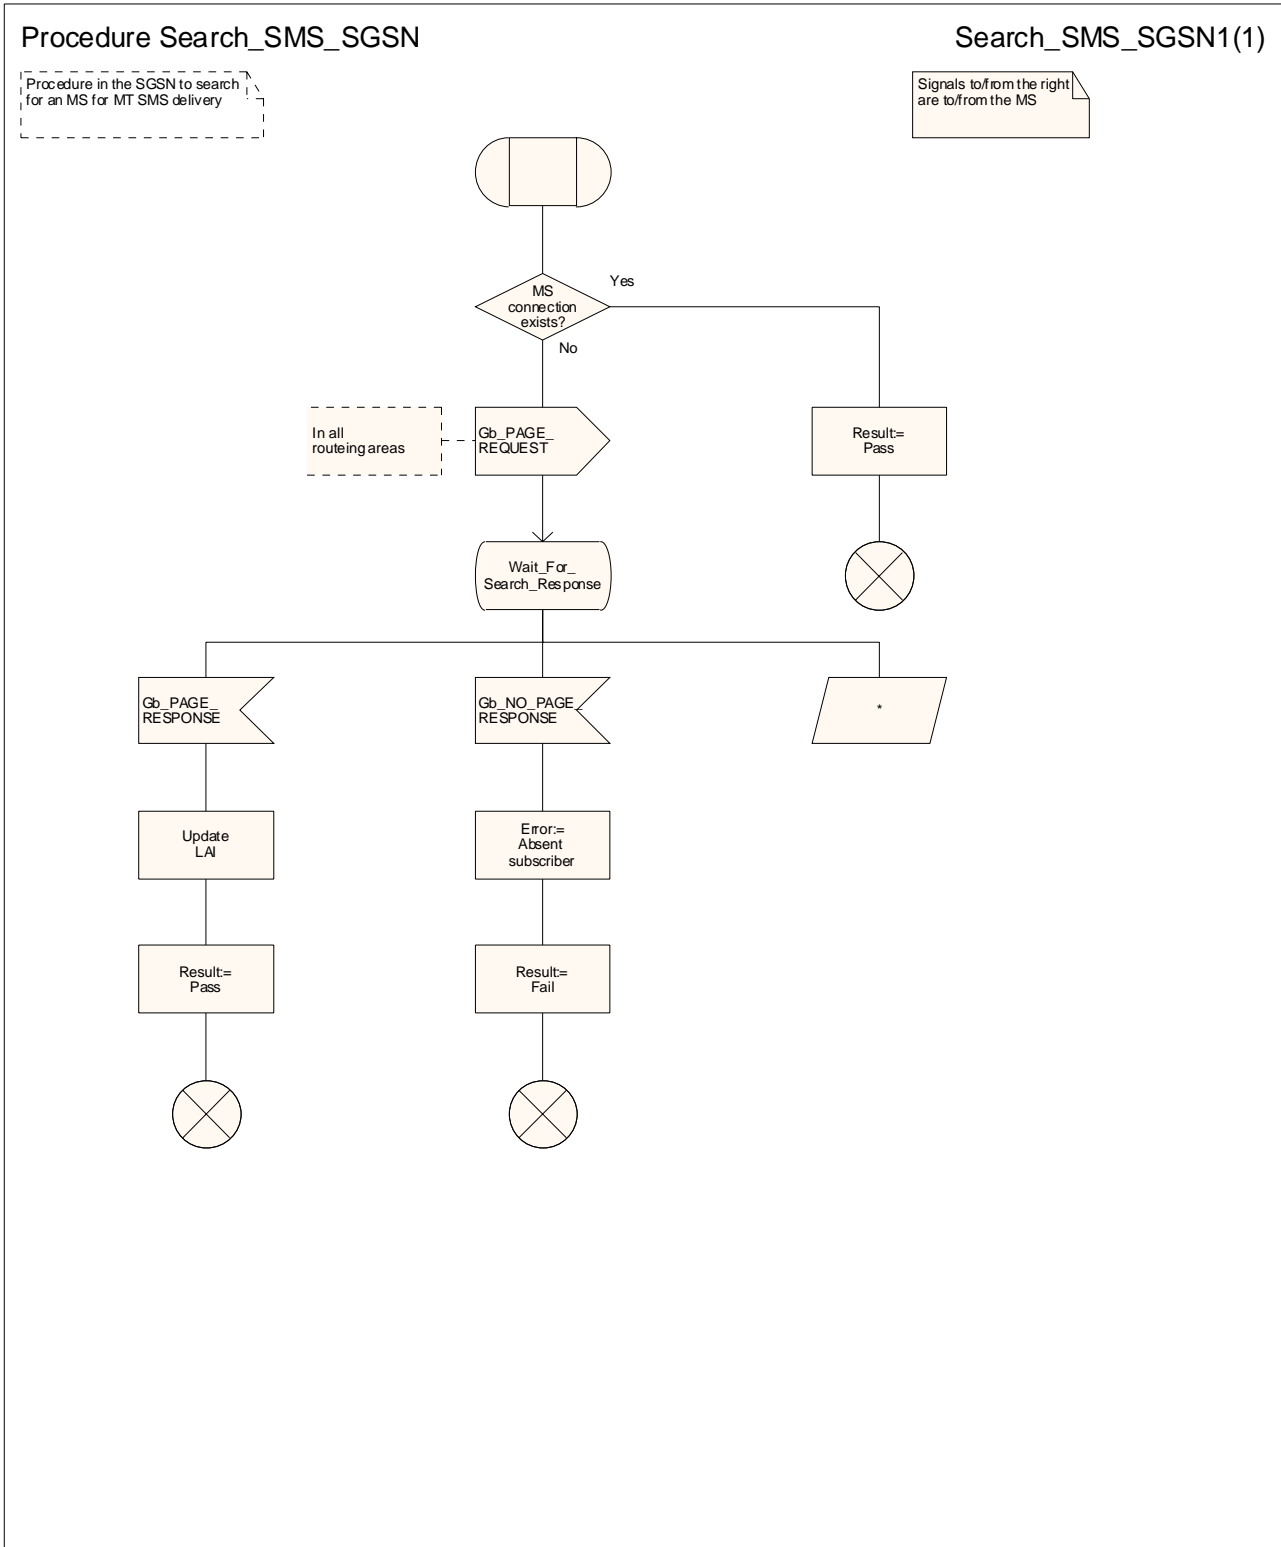 Procedure Search_SMS_SGSN
Search_SMS_SGSN1(1)
Procedure in the SGSN to search
for an MS for MT SMS delivery
Signals to/from the right
are to/from the MS
MS
connection
exists?
Yes
No
In all
routeing areas
Gb_PAGE_
REQUEST
Result:=
Pass
Wait_For_
Search_Response
Gb_PAGE_
RESPONSE
Gb_NO_PAGE_
RESPONSE
*
Update
LAI
Error:=
Absent
subscriber
Result:=
Pass
Result:=
Fail